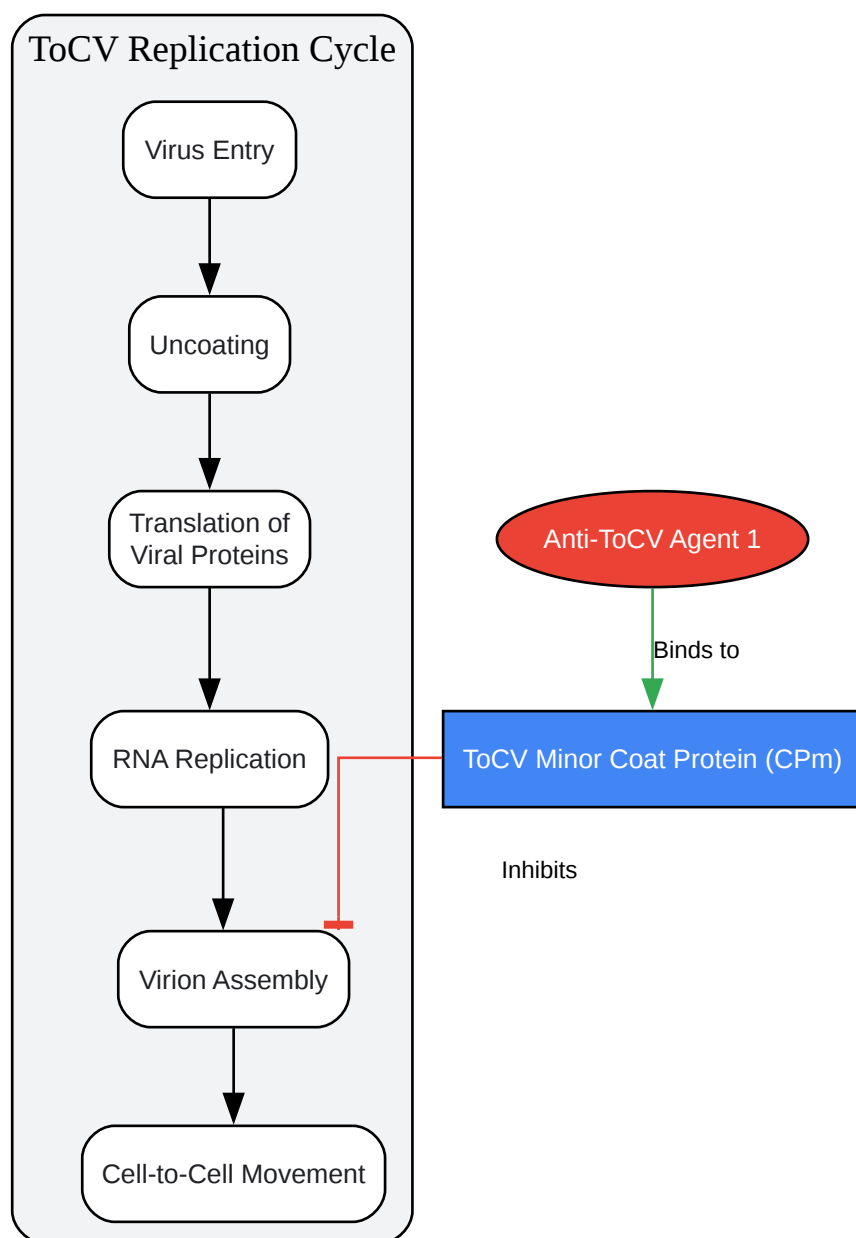 ToCV Replication Cycle
Virus Entry
Uncoating
Translation of
Viral Proteins
Anti-ToCV Agent 1
Binds to
RNA Replication
ToCV Minor Coat Protein (CPm)
Inhibits
Virion Assembly
Cell-to-Cell Movement